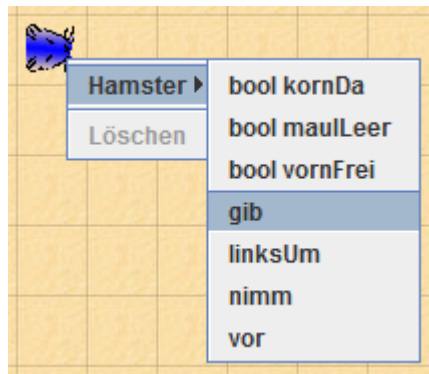 Hamster
Löschen
bool kornDa
bool maulLeer
bool vornFrei
gib
linksUm
nimm
vor